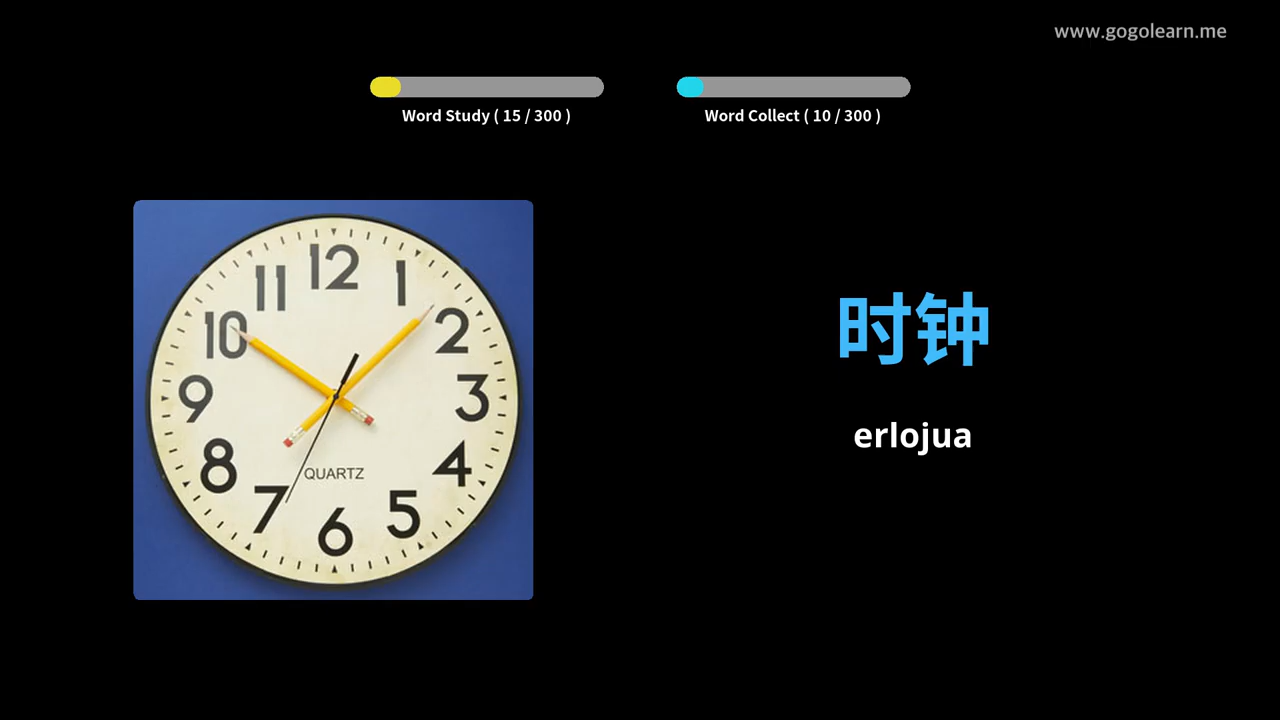 www.gogolearn.me
Word Study ( 15 / 300 )
Word Collect ( 10 / 300 )
12
11
1
10
2
9
3
8
4
QUARTZ
7
5
6
时钟
erlojua